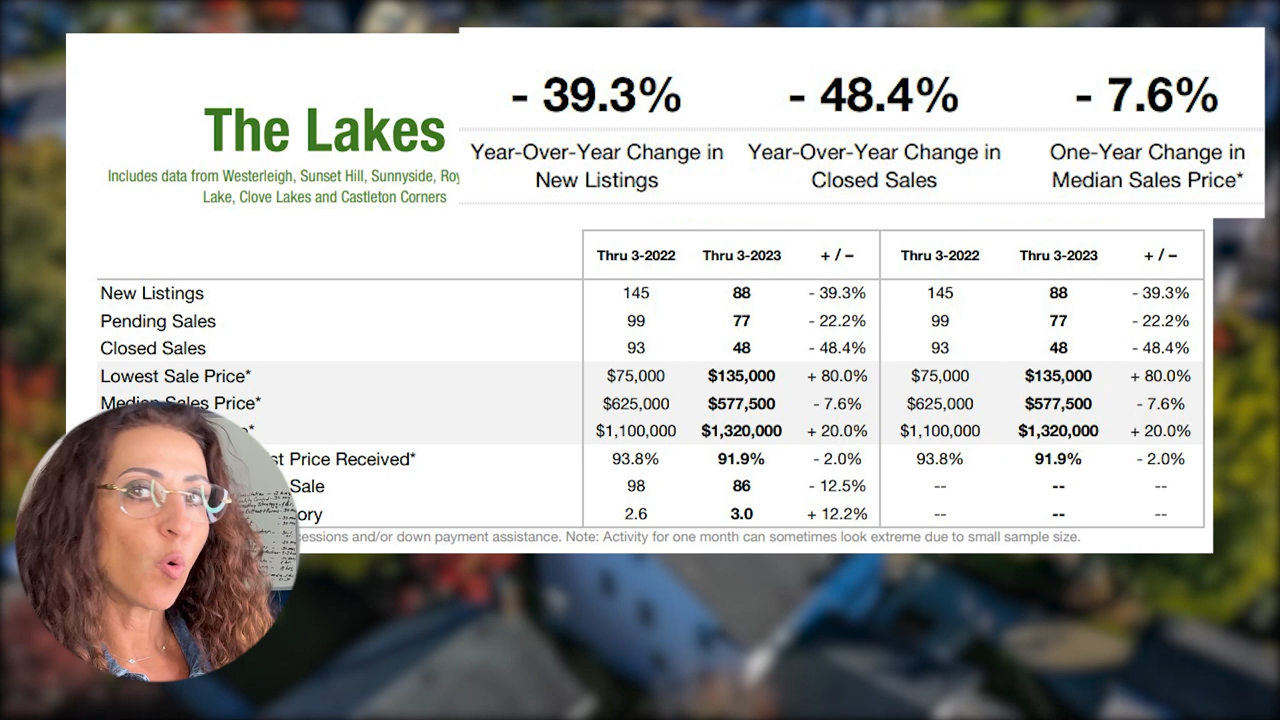 The Lakes
Includes data from Westerleigh, Sunset Hill, Sunnyside,
Lake, Clove Lakes and Castleton Corners
- 39.3% - 48.4% - 7.6%
Year-Over-Year Change in Year-Over-Year Change in One-Year Change in
New Listings Closed Sales Median Sales Price*
Thru 3-2022 Thru 3-2023 + / – Thru 3-2022 Thru 3-2023 + / –
New Listings 145 88 - 39.3% 145 88 - 39.3%
Pending Sales 99 77 - 22.2% 99 77 - 22.2%
Closed Sales 93 48 - 48.4% 93 48 - 48.4%
Lowest Sale Price* $75,000 $135,000 + 80.0% $75,000 $135,000 + 80.0%
Median Sales Price* $625,000 $577,500 - 7.6% $625,000 $577,500 - 7.6%
$1,100,000 $1,320,000 + 20.0% $1,100,000 $1,320,000 + 20.0%
Price Received* 93.8% 91.9% - 2.0% 93.8% 91.9% - 2.0%
Sale 98 86 - 12.5% -- -- --
2.6 3.0 + 12.2% -- -- --
and/or down payment assistance. Note: Activity for one month can sometimes look extreme due to small sample size.